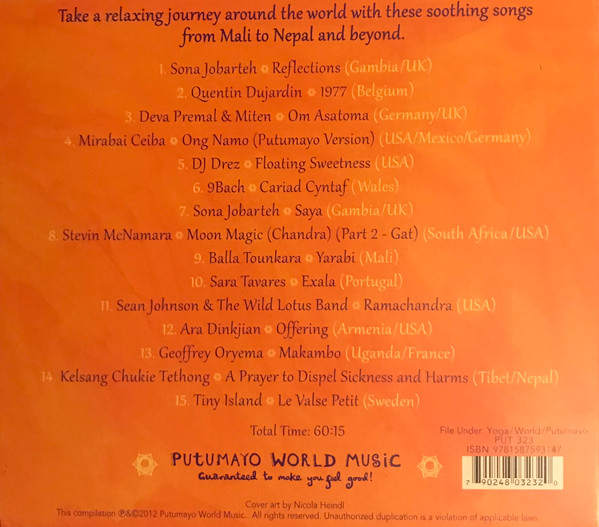 Take a relaxing journey around the world with these soothing songs
from Mali to Nepal and beyond.
1. Sona Jobarteh Reflections (Gambia/UK)
2. Quentin Dujardin 1977 (Belgium)
3. Deva Premal & Miten Om Asatoma (Germany/UK)
4. Mirabai Ceiba Ong Namo (Putumayo Version) (USA/Mexico/Germany)
5. DJ Drez Floating Sweetness (USA)
6. 9Bach Cariad Cyntaf (Wales)
7. Sona Jobarteh Saya (Gambia/UK)
8. Stevin McNamara Moon Magic (Chandra) (Part 2 - Gat) (South Africa/USA)
9. Balla Tounkara Yarabi (Mali)
10. Sara Tavares Exala (Portugal)
11. Sean Johnson & The Wild Lotus Band Ramachandra (USA)
12. Ara Dinkjian Offering (Armenia/USA)
13. Geoffrey Oryema Makambo (Uganda/France)
14. Kelsang Chukie Tethong A Prayer to Dispel Sickness and Harms (Tibet/Nepal)
15. Tiny Island Le Valse Petit (Sweden)
Total Time: 60:15
File Under: Yoga/World/Putumayo
PUT 323
ISBN 9781587593147
PUTUMAYO WORLD MUSIC
Guaranteed to make you feel good!
7 90248 03232 0
Cover art by Nicola Heindl
This compilation ℗&©2012 Putumayo World Music. All rights reserved. Unauthorized duplication is a violation of applicable laws.